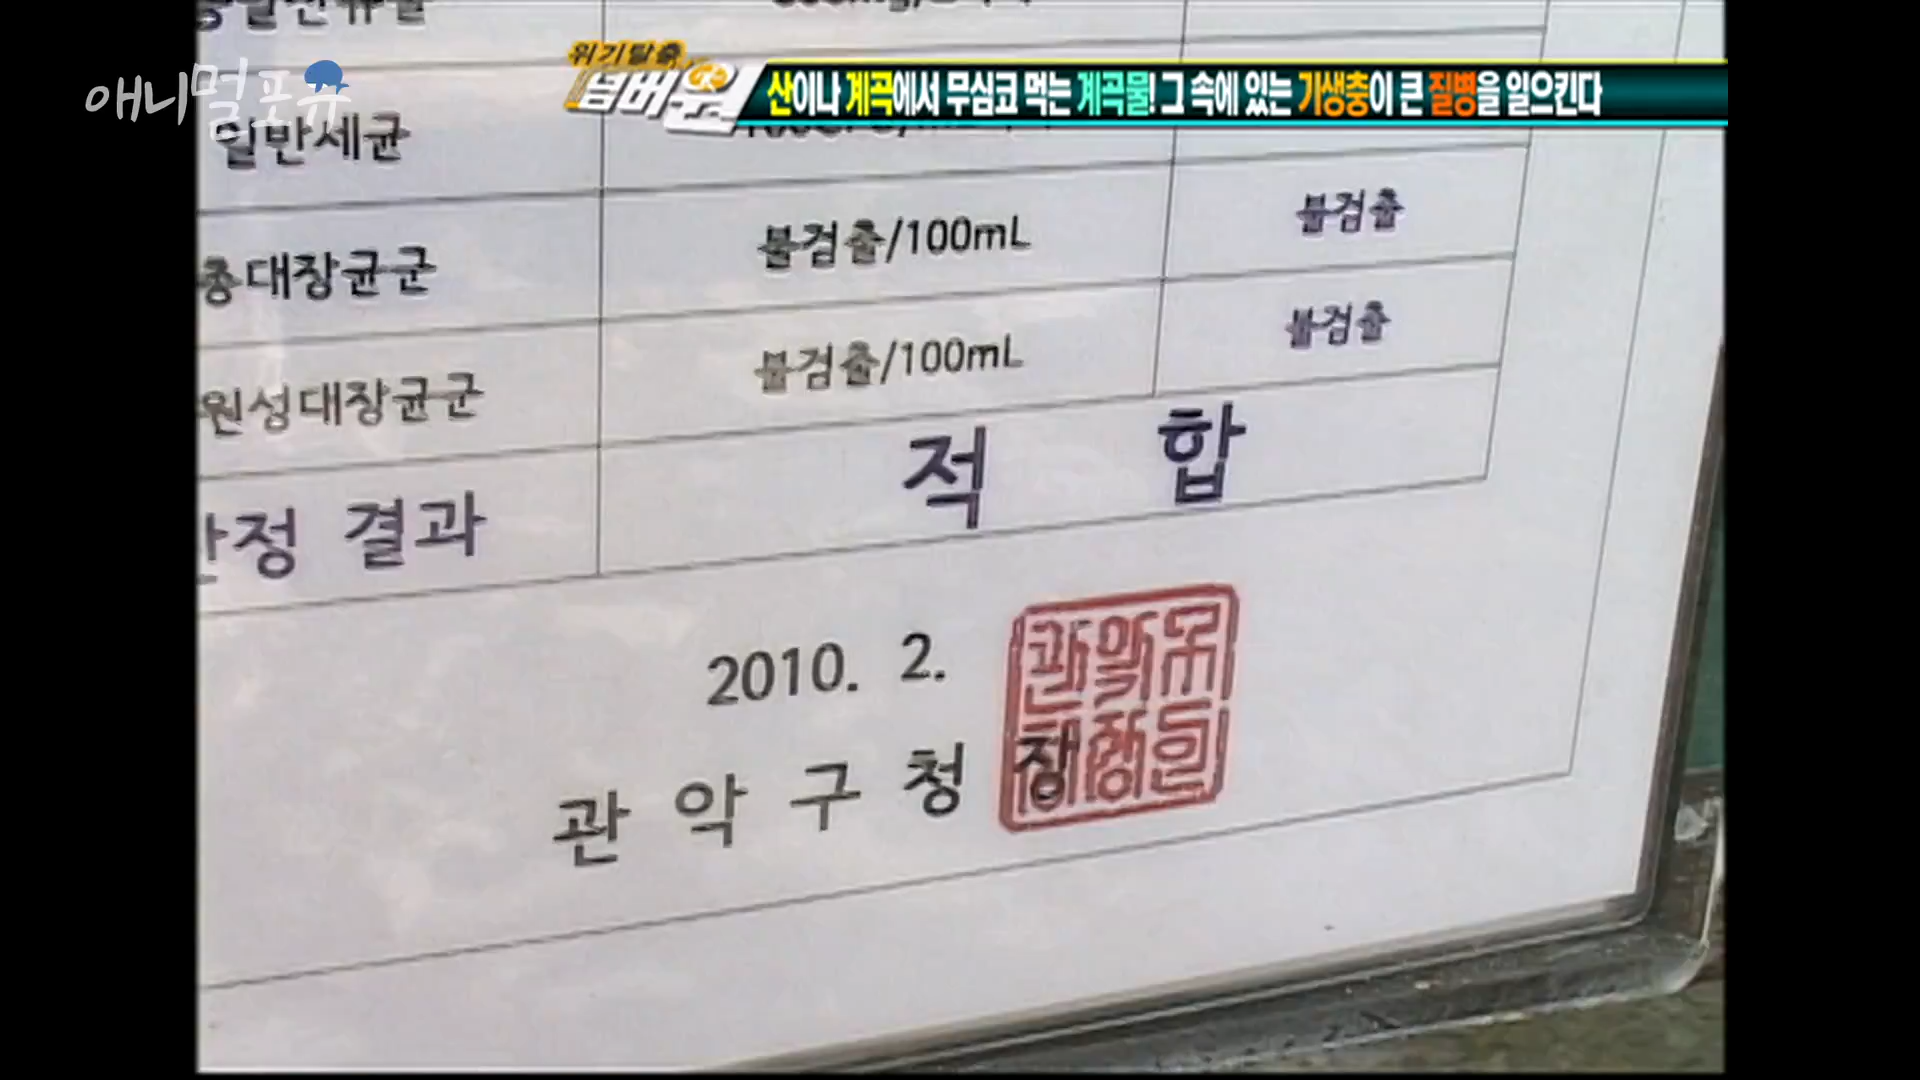 애니멀포유
위기탈출
넘버원
산이나 계곡에서 무심코 먹는 계곡물! 그 속에 있는 기생충이 큰 질병을 일으킨다
일반세균
총대장균군 불검출/100mL 불검출
원성대장균군 불검출/100mL 불검출
정 결과 적 합
2010. 2.
관 악 구 청 장